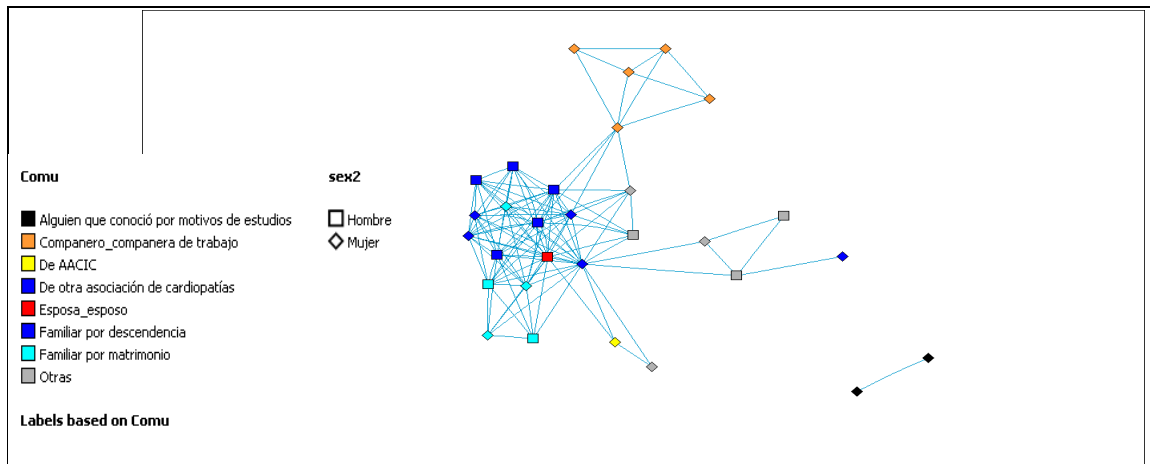 Comu
Alguien que conoció por motivos de estudios
Companero_companera de trabajo
De AACIC
De otra asociación de cardiopatías
Esposa_esposo
Familiar por descendencia
Familiar por matrimonio
Otras
Labels based on Comu
sex2
Hombre
Mujer